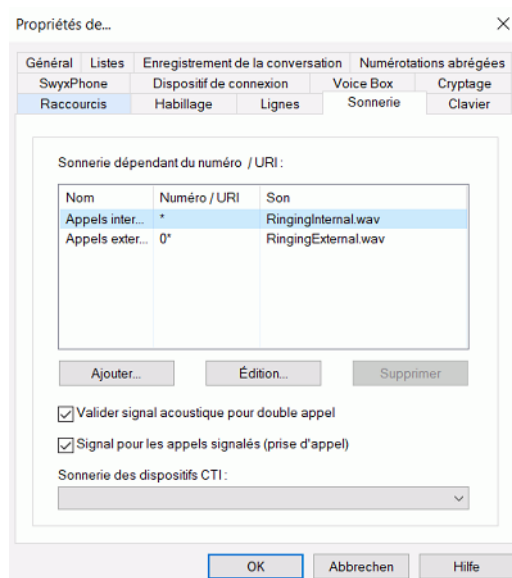 Propriétés de...
Général Listes Enregistrement de la conversation Numérotations abrégées
SwyxPhone Dispositif de connexion Voice Box Cryptage
Raccourcis Habillage Lignes Sonnerie Clavier
Sonnerie dépendant du numéro / URI :
Nom Numéro / URI Son
Appels inter... * RingingInternal.wav
Appels exter... 0* RingingExternal.wav
Ajouter... Édition... Supprimer
Valider signal acoustique pour double appel
Signal pour les appels signalés (prise d'appel)
Sonnerie des dispositifs CTI :
OK Abbrechen Hilfe